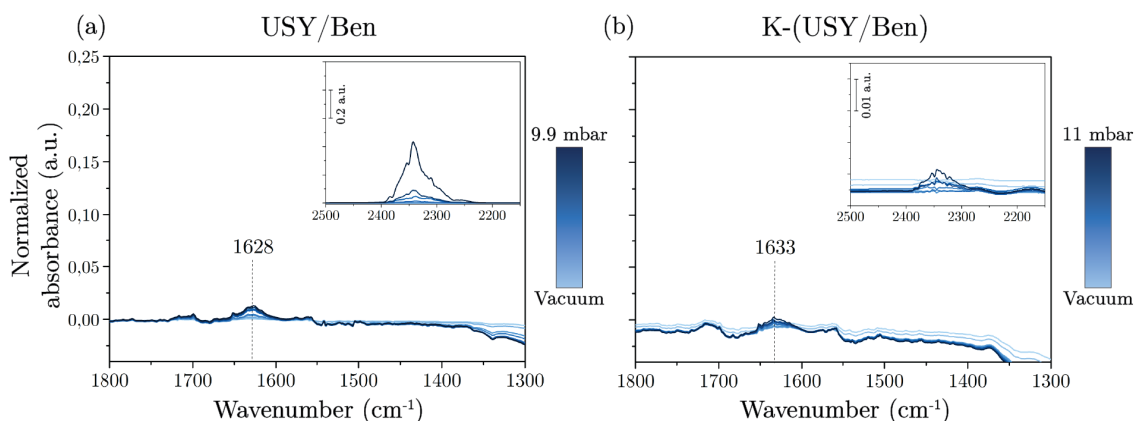 (a)
USY/Ben
(b)
K-(USY/Ben)
Normalized
absorbance (a.u.)
0,25
0,20
0,15
0,10
0,05
0,00
1800
1700
1600
1500
1400
1300
Wavenumber (cm-1)
1628
0.2 a.u.
2500
2400
2300
2200
9.9 mbar
Vacuum
1633
0.01 a.u.
2500
2400
2300
2200
11 mbar
Vacuum
1800
1700
1600
1500
1400
1300
Wavenumber (cm-1)